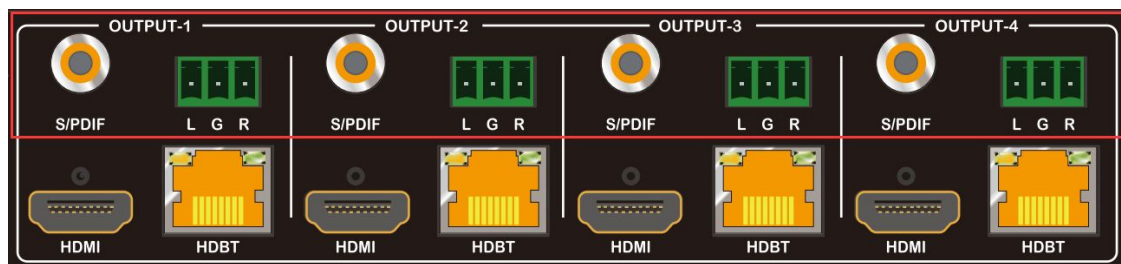 OUTPUT-1 OUTPUT-2 OUTPUT-3 OUTPUT-4
S/PDIF L G R S/PDIF L G R S/PDIF L G R S/PDIF L G R
HDMI HDBT HDMI HDBT HDMI HDBT HDMI HDBT